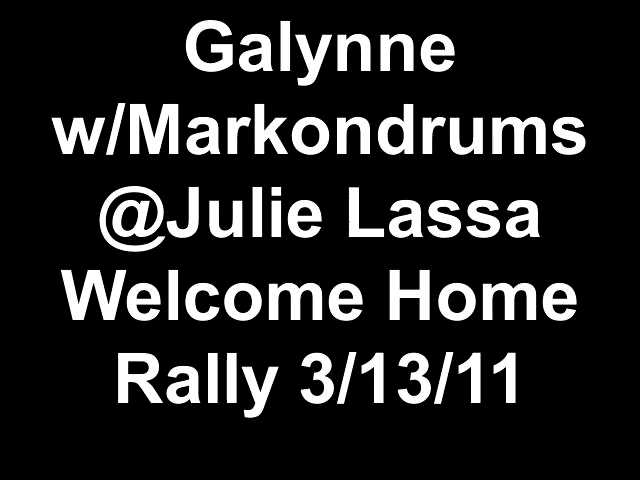 Galynne
w/Markondrums
@Julie Lassa
Welcome Home
Rally 3/13/11